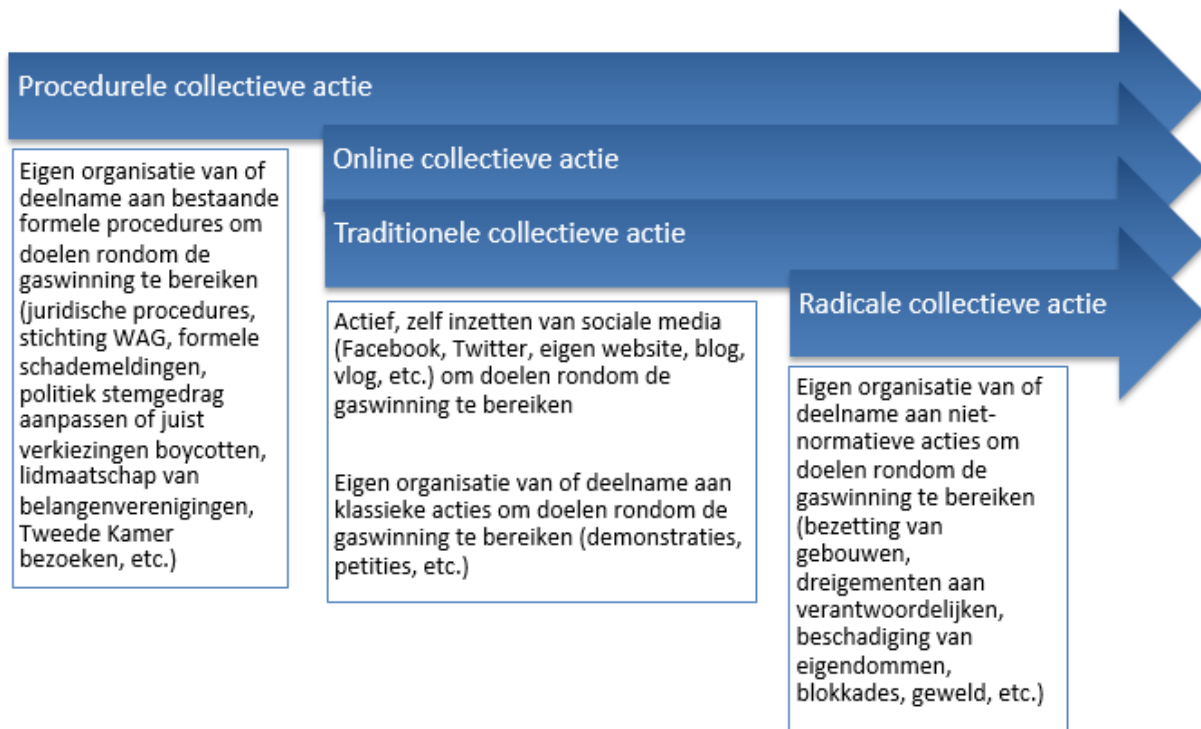 Procedurele collectieve actie
Eigen organisatie van of
deelname aan bestaande
formele procedures om
doelen rondom de
gaswinning te bereiken
(juridische procedures,
stichting WAG, formele
schademeldingen,
politiek stemgedrag
aanpassen of juist
verkiezingen boycotten,
lidmaatschap van
belangenverenigingen,
Tweede Kamer
bezoeken, etc.)
Online collectieve actie
Traditionele collectieve actie
Actief, zelf inzetten van sociale media
(Facebook, Twitter, eigen website, blog,
vlog, etc.) om doelen rondom de
gaswinning te bereiken
Eigen organisatie van of deelname aan
klassieke acties om doelen rondom de
gaswinning te bereiken (demonstraties,
petities, etc.)
Radicale collectieve actie
Eigen organisatie van of
deelname aan niet-
normatieve acties om
doelen rondom de
gaswinning te bereiken
(bezetting van
gebouwen,
dreigementen aan
verantwoordelijken,
beschadiging van
eigendommen,
blokkades, geweld, etc.)